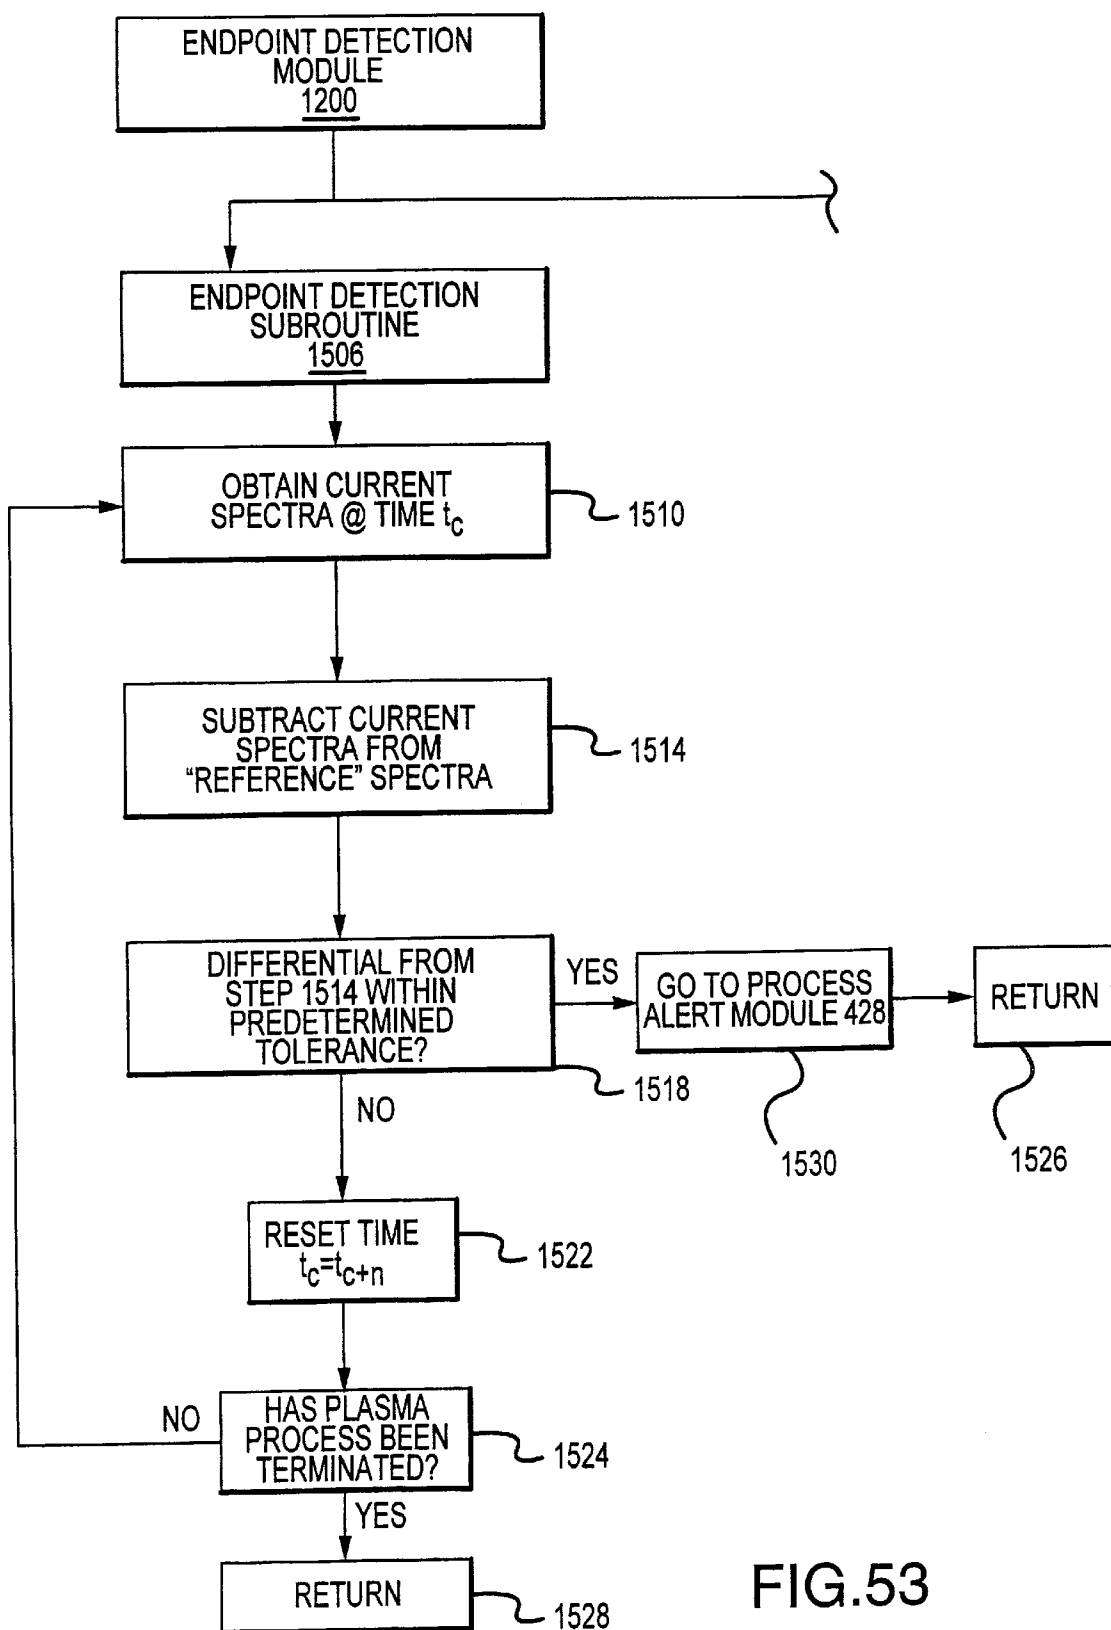 ENDPOINT DETECTION
MODULE
1200
ENDPOINT DETECTION
SUBROUTINE
1506
OBTAIN CURRENT
SPECTRA @ TIME tc
1510
SUBTRACT CURRENT
SPECTRA FROM
“REFERENCE” SPECTRA
1514
DIFFERENTIAL FROM
STEP 1514 WITHIN
PREDETERMINED
TOLERANCE?
1518
YES
GO TO PROCESS
ALERT MODULE 428
1530
RETURN
1526
NO
RESET TIME
tc=tc+n
1522
HAS PLASMA
PROCESS BEEN
TERMINATED?
1524
NO
YES
RETURN
1528
FIG.53